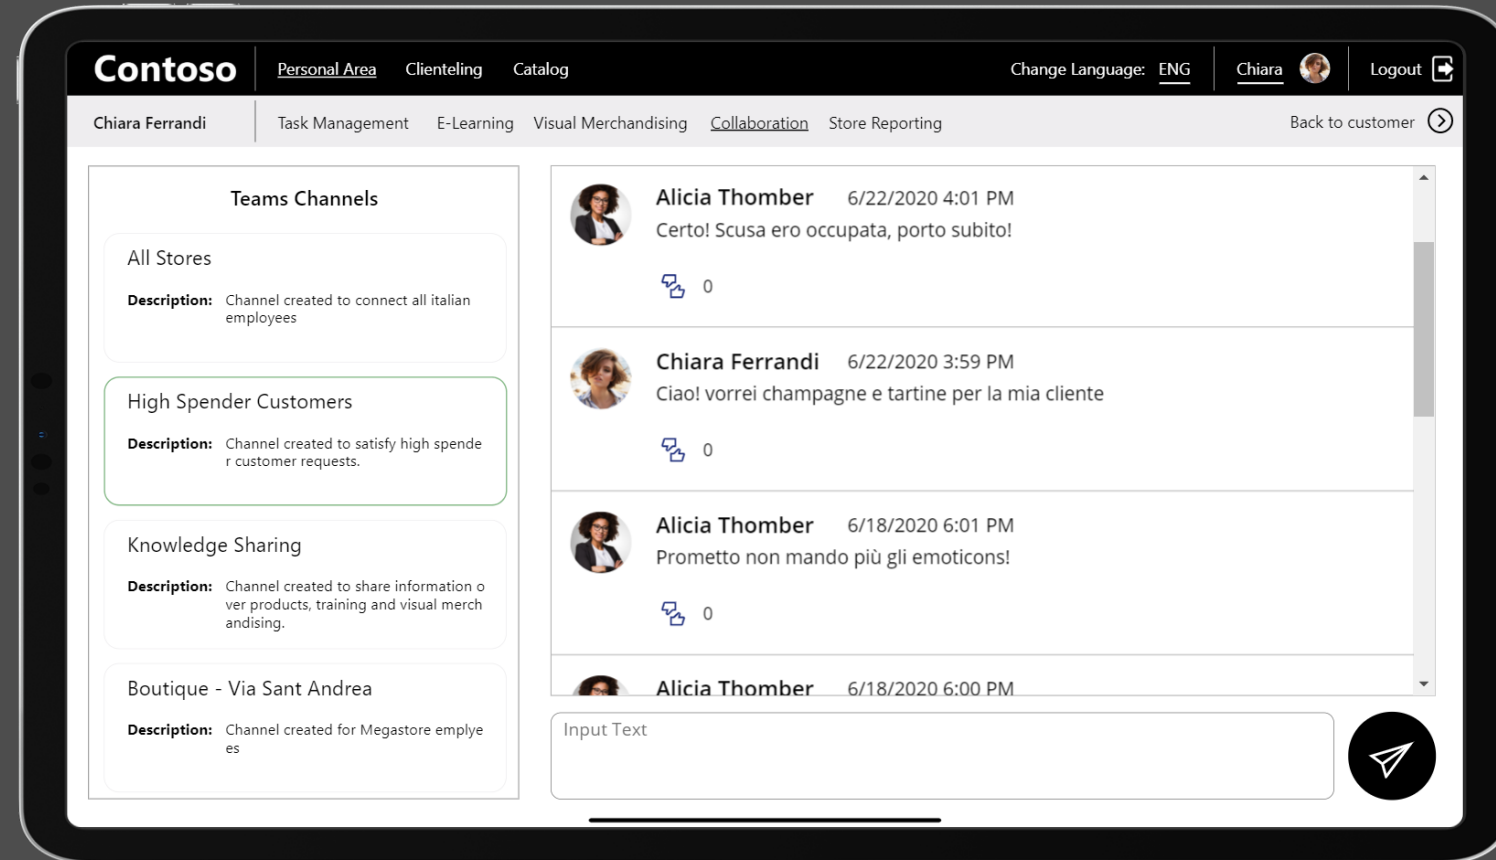 Contoso
Personal Area
Clienteling
Catalog
Change Language: ENG
Chiara
Logout
Chiara Ferrandi
Task Management
E-Learning
Visual Merchandising
Collaboration
Store Reporting
Back to customer
Teams Channels
All Stores
Description: Channel created to connect all italian
employees
High Spender Customers
Description: Channel created to satisfy high spende
r customer requests.
Knowledge Sharing
Description: Channel created to share information o
ver products, training and visual merch
andising.
Boutique - Via Sant Andrea
Description: Channel created for Megastore emplye
es
Alicia Thomber 6/22/2020 4:01 PM
Certo! Scusa ero occupata, porto subito!
0
Chiara Ferrandi 6/22/2020 3:59 PM
Ciao! vorrei champagne e tartine per la mia cliente
0
Alicia Thomber 6/18/2020 6:01 PM
Prometto non mando più gli emoticons!
0
Alicia Thomber 6/18/2020 6:00 PM
Input Text